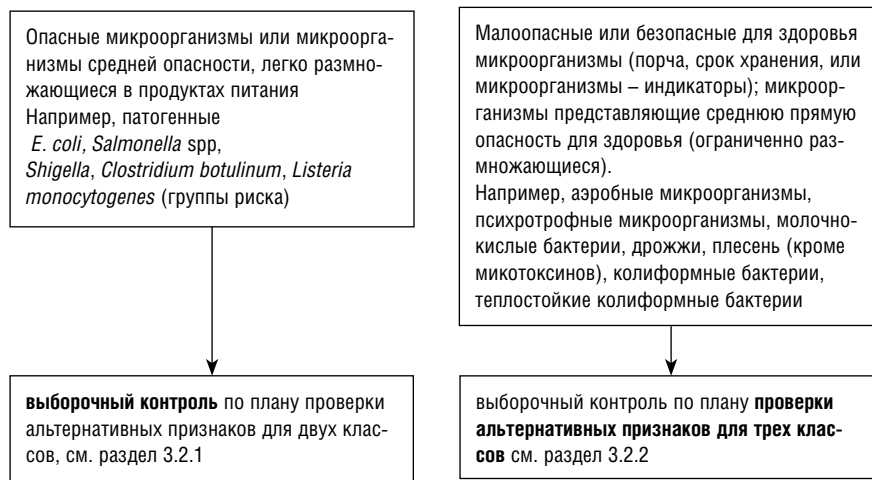 Опасные микроорганизмы или микроорга-
низмы средней опасности, легко размно-
жающиеся в продуктах питания
Например, патогенные
E. coli, Salmonella spp,
Shigella, Clostridium botulinum, Listeria
monocytogenes (группы риска)
Малоопасные или безопасные для здоровья
микроорганизмы (порча, срок хранения, или
микроорганизмы – индикаторы); микроор-
ганизмы представляющие среднюю прямую
опасность для здоровья (ограниченно раз-
множающиеся).
Например, аэробные микроорганизмы,
психротрофные микроорганизмы, молочно-
кислые бактерии, дрожжи, плесень (кроме
микотоксинов), колиформные бактерии,
теплостойкие колиформные бактерии
выборочный контроль по плану проверки
альтернативных признаков для двух клас-
сов, см. раздел 3.2.1
выборочный контроль по плану проверки
альтернативных признаков для трех клас-
сов см. раздел 3.2.2